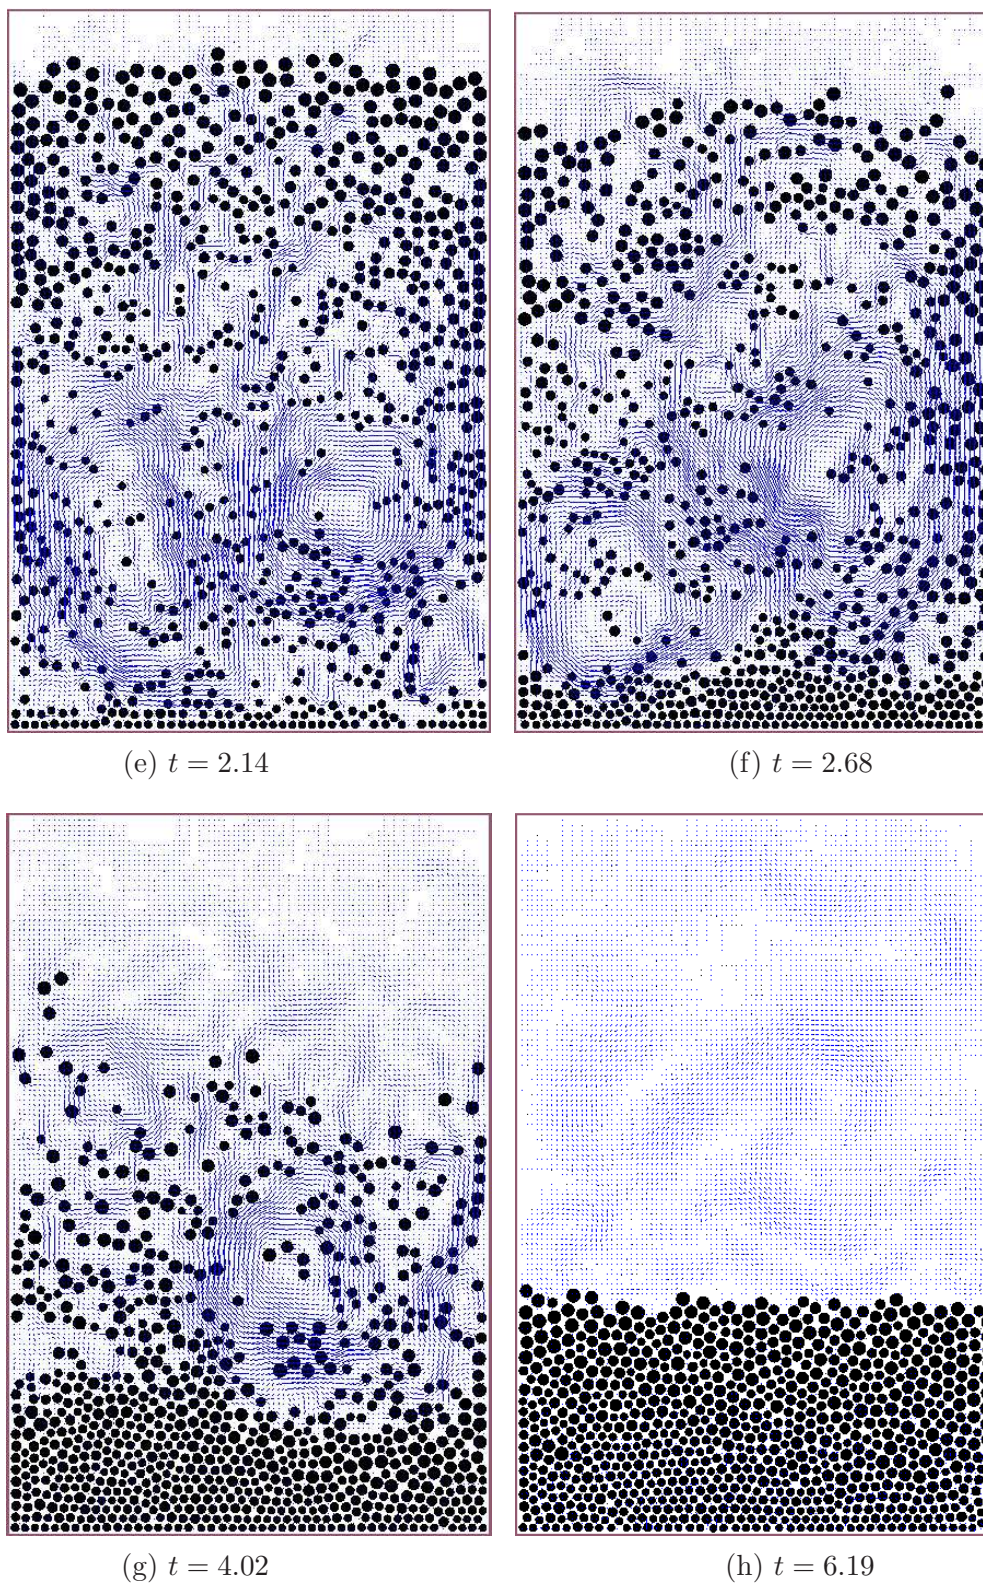 (e) t = 2.14
(f) t = 2.68
(g) t = 4.02
(h) t = 6.19